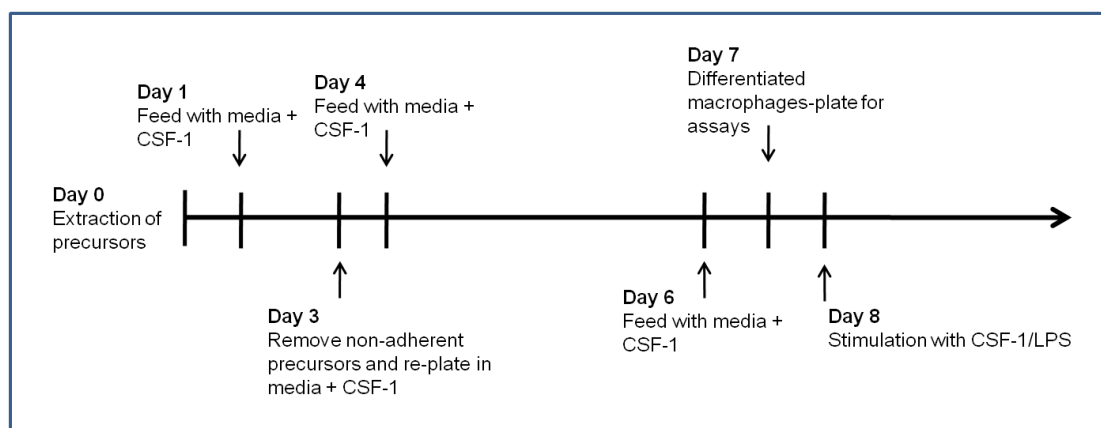 Day 0
Extraction of
precursors
Day 1
Feed with media +
CSF-1
Day 3
Remove non-adherent
precursors and re-plate in
media + CSF-1
Day 4
Feed with media +
CSF-1
Day 6
Feed with media +
CSF-1
Day 7
Differentiated
macrophages-plate for
assays
Day 8
Stimulation with CSF-1/LPS